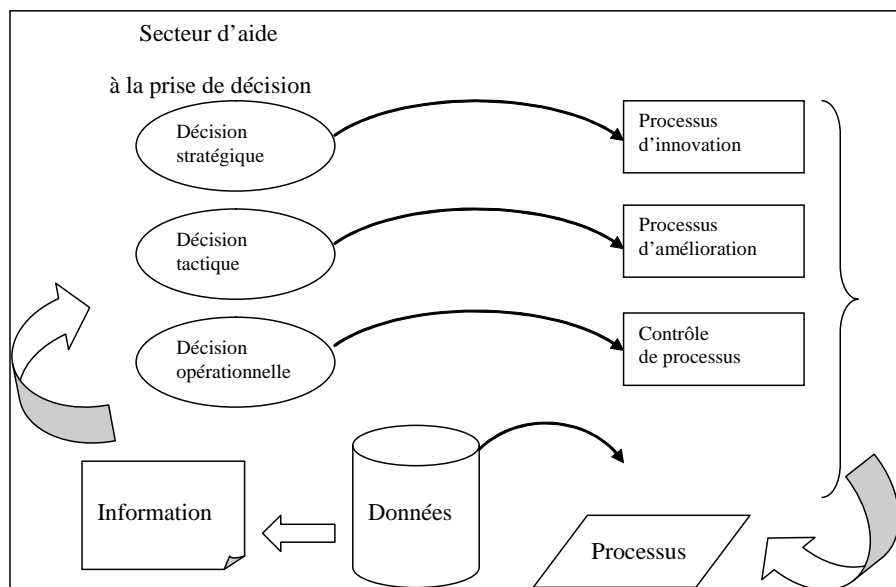 Secteur d'aide
à la prise de décision
Décision
stratégique
Processus
d'innovation
Décision
tactique
Processus
d'amélioration
Décision
opérationnelle
Contrôle
de processus
Information
Données
Processus